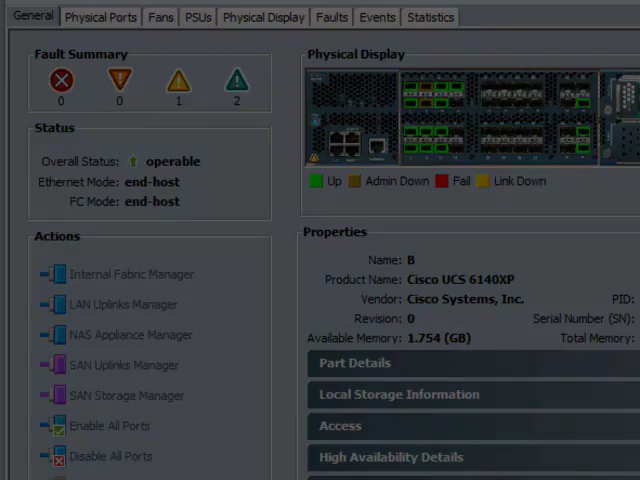 General Physical Ports Fans PSUs Physical Display Faults Events Statistics
Fault Summary
0 0 1 2
Status
Overall Status: operable
Ethernet Mode: end-host
FC Mode: end-host
Actions
Internal Fabric Manager
LAN Uplinks Manager
NAS Appliance Manager
SAN Uplinks Manager
SAN Storage Manager
Enable All Ports
Disable All Ports
Physical Display
Up Admin Down Fail Link Down
Properties
Name: B
Product Name: Cisco UCS 6140XP
Vendor: Cisco Systems, Inc. PID:
Revision: 0 Serial Number (SN):
Available Memory: 1.754 (GB) Total Memory:
Part Details
Local Storage Information
Access
High Availability Details